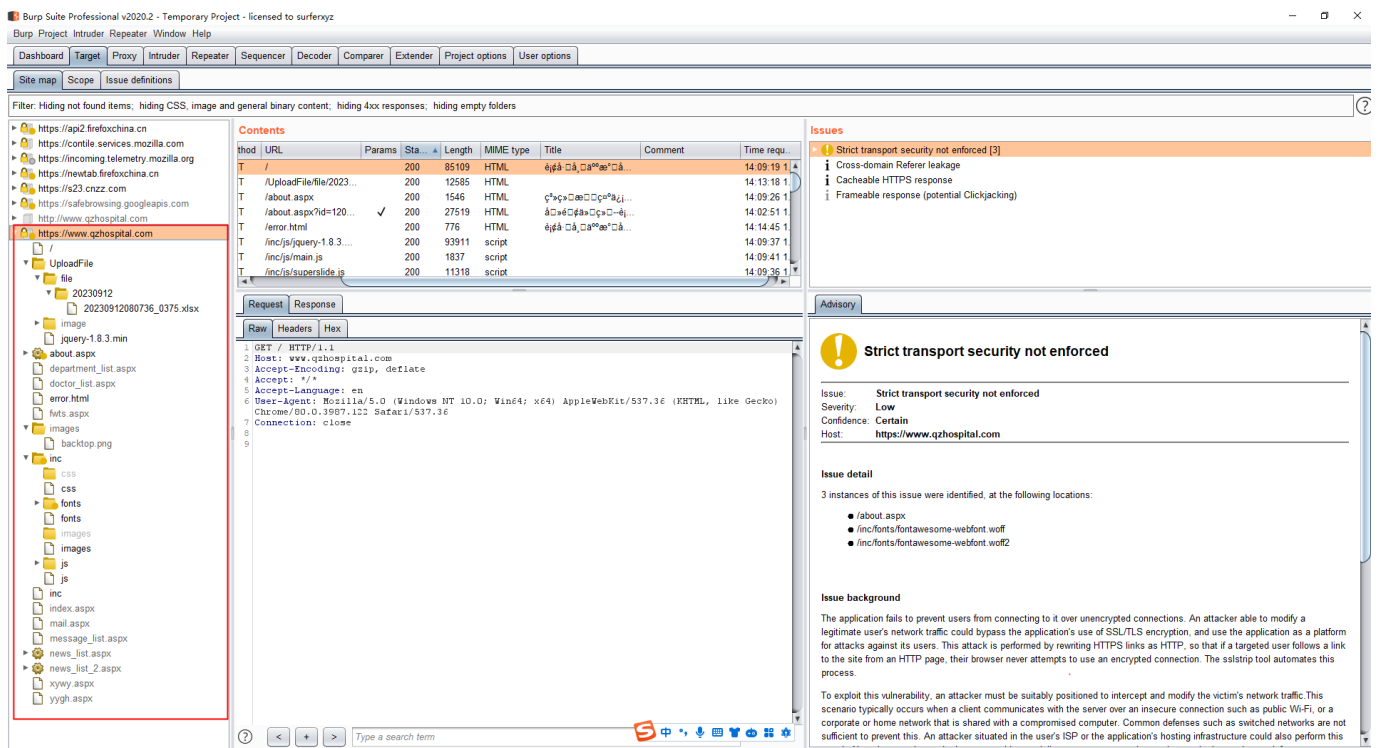 Burp Suite Professional v2020.2 - Temporary Project - licensed to surferxyz
Burp Project Intruder Repeater Window Help
Dashboard Target Proxy Intruder Repeater Sequencer Decoder Comparer Extender Project options User options
Site map Scope Issue definitions
Filter: Hiding not found items; hiding CSS, image and general binary content; hiding 4xx responses; hiding empty folders
https://api2.firefoxchina.cn
https://contile.services.mozilla.com
https://incoming.telemetry.mozilla.org
https://newtab.firefoxchina.cn
https://s23.cnzz.com
https://safebrowsing.googleapis.com
http://www.qzhospital.com
https://www.qzhospital.com
/
UploadFile
file
20230912
20230912080736_0375.xlsx
image
jquery-1.8.3.min
about.aspx
department_list.aspx
doctor_list.aspx
error.html
fwts.aspx
images
backtop.png
inc
css
css
fonts
fonts
images
images
js
js
inc
index.aspx
mail.aspx
message_list.aspx
news_list.aspx
news_list_2.aspx
xywy.aspx
yygh.aspx
Contents
thod URL Params Sta... Length MIME type Title Comment Time requ..
T / 200 85109 HTML 14:09:19 1
T /UploadFile/file/2023... 200 12585 HTML 14:13:18 1
T /about.aspx 200 1546 HTML 14:09:26 1
T /about.aspx?id=120... ✓ 200 27519 HTML 14:02:51 1
T /error.html 200 776 HTML 14:14:45 1
T /inc/js/jquery-1.8.3.... 200 93911 script 14:09:37 1
T /inc/js/main.js 200 1837 script 14:09:41 1
T /inc/js/superslide.js 200 11318 script 14:09:36 1
Request Response
Raw Headers Hex
1 GET / HTTP/1.1
2 Host: www.qzhospital.com
3 Accept-Encoding: gzip, deflate
4 Accept: */*
5 Accept-Language: en
6 User-Agent: Mozilla/5.0 (Windows NT 10.0; Win64; x64) AppleWebKit/537.36 (KHTML, like Gecko)
Chrome/80.0.3987.122 Safari/537.36
7 Connection: close
8
9
? < + > Type a search term
中
Issues
Strict transport security not enforced [3]
Cross-domain Referer leakage
Cacheable HTTPS response
Frameable response (potential Clickjacking)
Advisory
Strict transport security not enforced
Issue: Strict transport security not enforced
Severity: Low
Confidence: Certain
Host: https://www.qzhospital.com
Issue detail
3 instances of this issue were identified, at the following locations:
/about.aspx
/inc/fonts/fontawesome-webfont.woff
/inc/fonts/fontawesome-webfont.woff2
Issue background
The application fails to prevent users from connecting to it over unencrypted connections. An attacker able to modify a
legitimate user's network traffic could bypass the application's use of SSL/TLS encryption, and use the application as a platform
for attacks against its users. This attack is performed by rewriting HTTPS links as HTTP, so that if a targeted user follows a link
to the site from an HTTP page, their browser never attempts to use an encrypted connection. The sslstrip tool automates this
process.
To exploit this vulnerability, an attacker must be suitably positioned to intercept and modify the victim's network traffic.This
scenario typically occurs when a client communicates with the server over an insecure connection such as public Wi-Fi, or a
corporate or home network that is shared with a compromised computer. Common defenses such as switched networks are not
sufficient to prevent this. An attacker situated in the user's ISP or the application's hosting infrastructure could also perform this